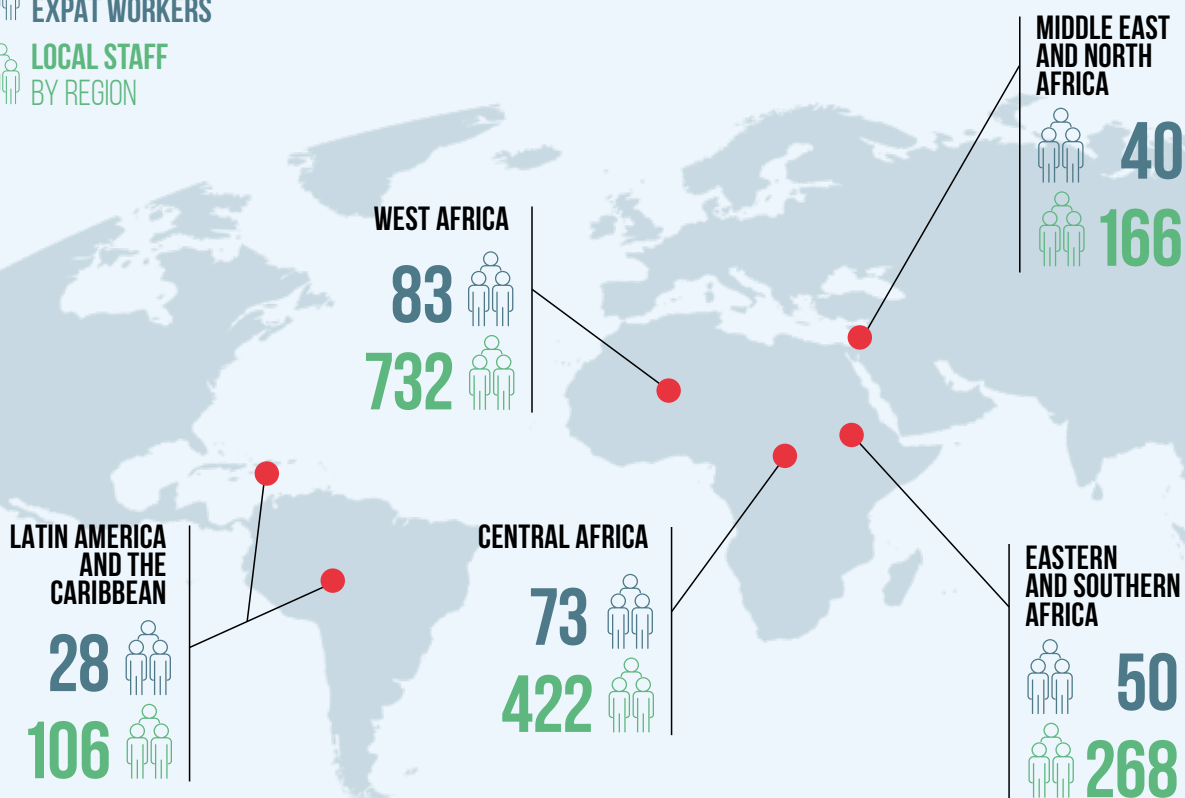 EXPAT WORKERS
LOCAL STAFF
BY REGION
MIDDLE EAST
AND NORTH
AFRICA
40
166
WEST AFRICA
83
732
LATIN AMERICA
AND THE
CARIBBEAN
28
106
CENTRAL AFRICA
73
422
EASTERN
AND SOUTHERN
AFRICA
50
268